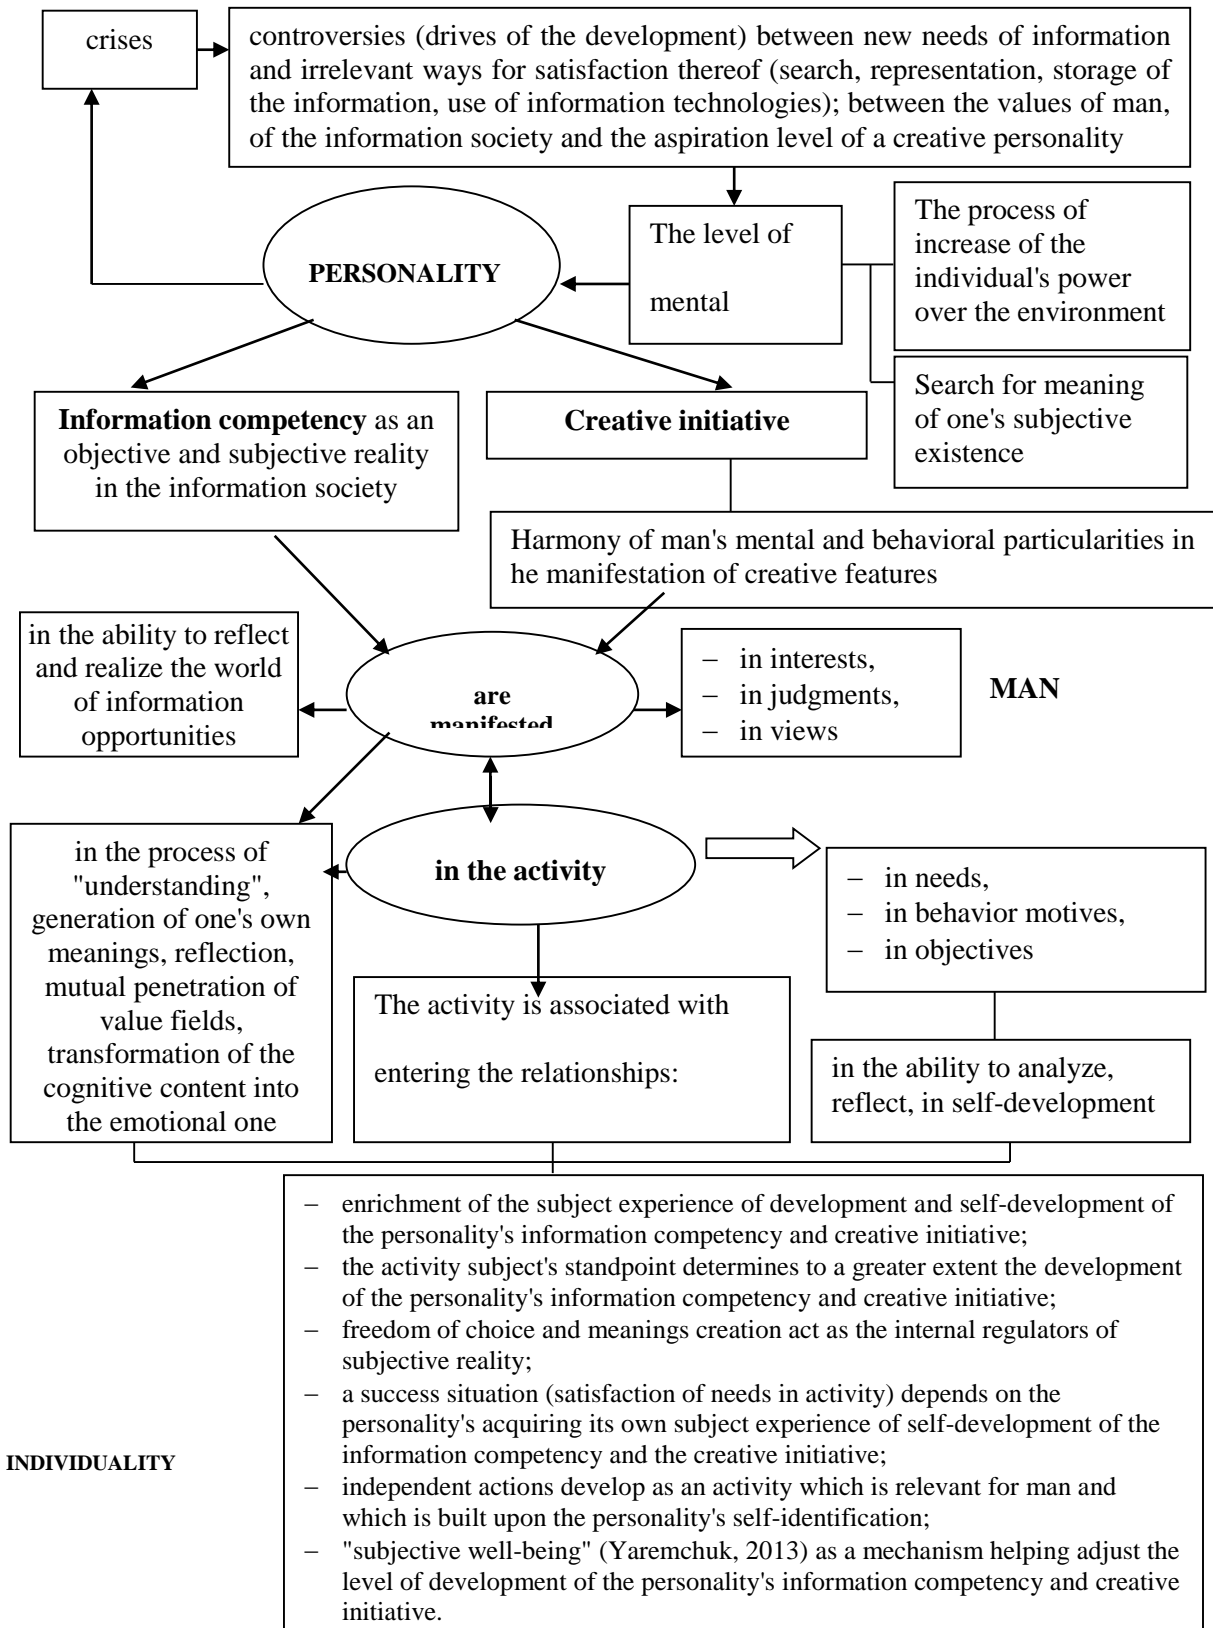 crises
controversies (drives of the development) between new needs of information
and irrelevant ways for satisfaction thereof (search, representation, storage of
the information, use of information technologies); between the values of man,
of the information society and the aspiration level of a creative personality
The level of
mental
The process of
increase of the
individual's power
over the environment
PERSONALITY
Search for meaning
of one's subjective
existence
Information competency as an
objective and subjective reality
in the information society
Creative initiative
Harmony of man's mental and behavioral particularities in
he manifestation of creative features
in the ability to reflect
and realize the world
of information
opportunities
are
manifested
– in interests,
– in judgments,
– in views
MAN
in the process of
"understanding",
generation of one's own
meanings, reflection,
mutual penetration of
value fields,
transformation of the
cognitive content into
the emotional one
in the activity
– in needs,
– in behavior motives,
– in objectives
The activity is associated with
entering the relationships:
in the ability to analyze,
reflect, in self-development
– enrichment of the subject experience of development and self-development of
the personality's information competency and creative initiative;
– the activity subject's standpoint determines to a greater extent the development
of the personality's information competency and creative initiative;
– freedom of choice and meanings creation act as the internal regulators of
subjective reality;
– a success situation (satisfaction of needs in activity) depends on the
personality's acquiring its own subject experience of self-development of the
information competency and the creative initiative;
– independent actions develop as an activity which is relevant for man and
which is built upon the personality's self-identification;
– "subjective well-being" (Yaremchuk, 2013) as a mechanism helping adjust the
level of development of the personality's information competency and creative
initiative.
INDIVIDUALITY